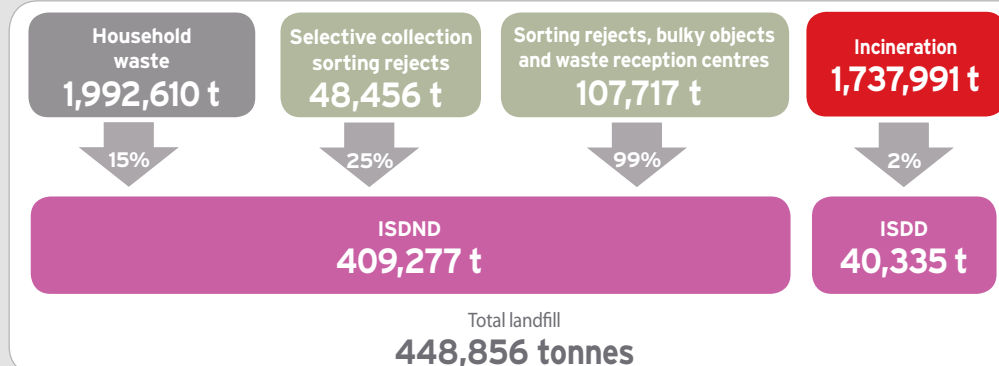 Household
waste
1,992,610 t
Selective collection
sorting rejects
48,456 t
Sorting rejects, bulky objects
and waste reception centres
107,717 t
Incineration
1,737,991 t
15%
25%
99%
2%
ISDND
409,277 t
ISDD
40,335 t
Total landfill
448,856 tonnes